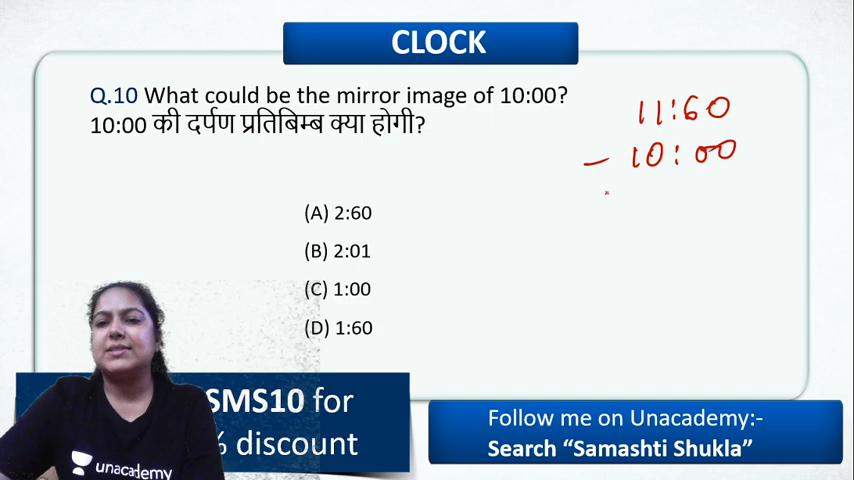 CLOCK
Q.10 What could be the mirror image of 10:00?
10:00 की दर्पण प्रतिबिम्ब क्या होगी?
11:60
– 10:00
(A) 2:60
(B) 2:01
(C) 1:00
(D) 1:60
SMS10 for
% discount
unacademy
Follow me on Unacademy:-
Search “Samashti Shukla”